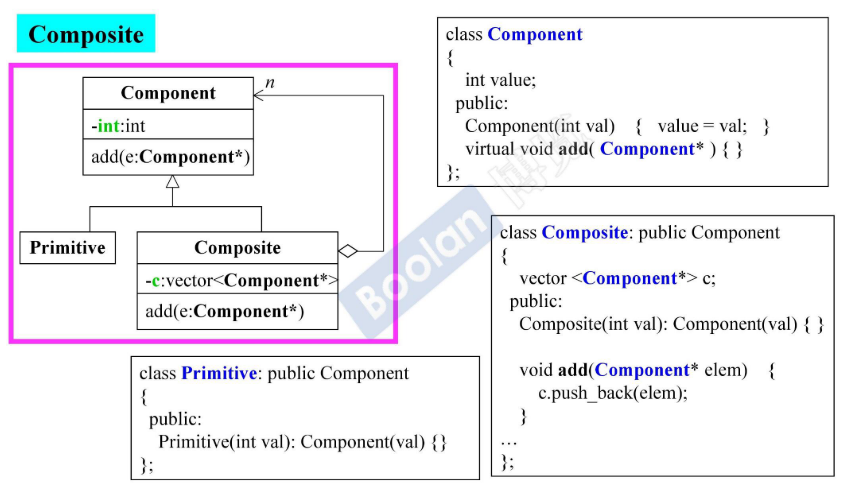 Composite
Component
n
-int:int
add(e:Component*)
Primitive
Composite
-c:vector<Component*>
add(e:Component*)
class Component
{
int value;
public:
Component(int val) { value = val; }
virtual void add( Component* ) { }
};
class Composite: public Component
{
vector <Component*> c;
public:
Composite(int val): Component(val) { }
void add(Component* elem) {
c.push_back(elem);
}
…
};
class Primitive: public Component
{
public:
Primitive(int val): Component(val) {}
};
Boolan 博览